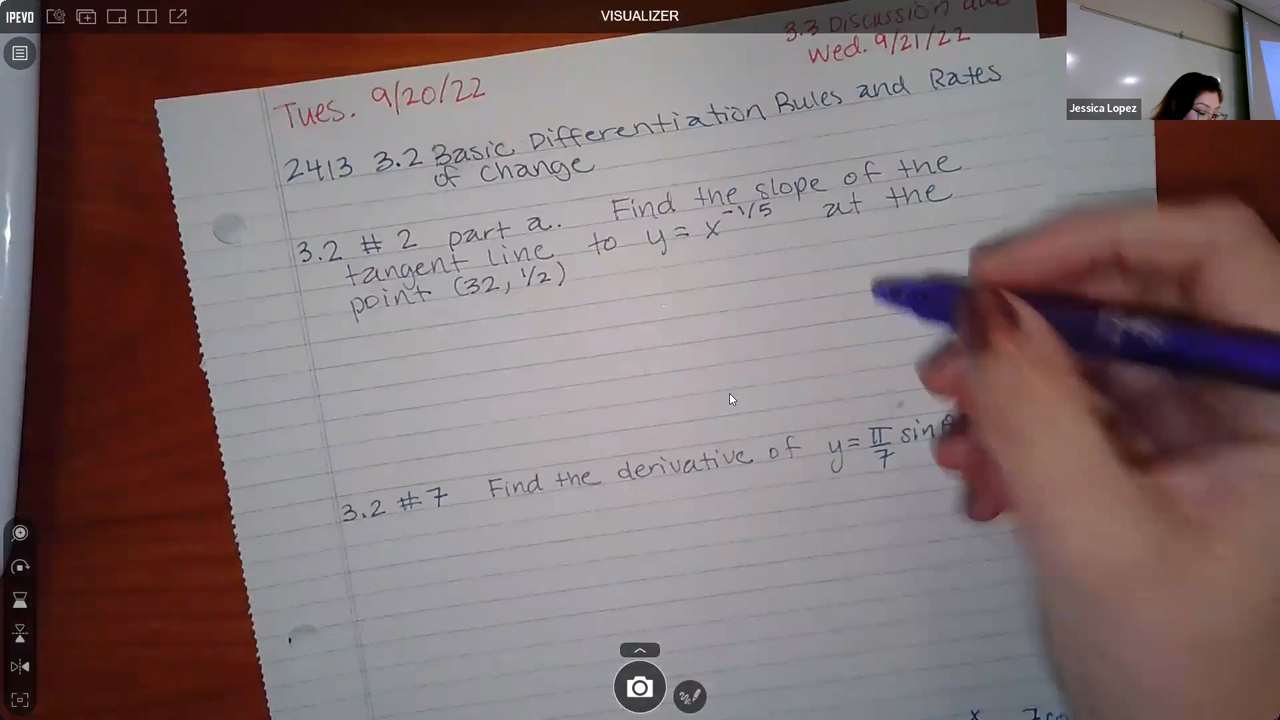 IPEVO
VISUALIZER
Jessica Lopez
3.3 Discussion
Wed. 9/21/22
Tues. 9/20/22
2413 3.2 Basic Differentiation Rules and Rates
of Change
3.2 # 2 part a. Find the slope of the
tangent line to y = x^-1/5 at the
point (32, 1/2)
3.2 # 7 Find the derivative of y = π/7 sin